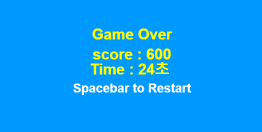 Game Over
score : 600
Time : 24초
Spacebar to Restart